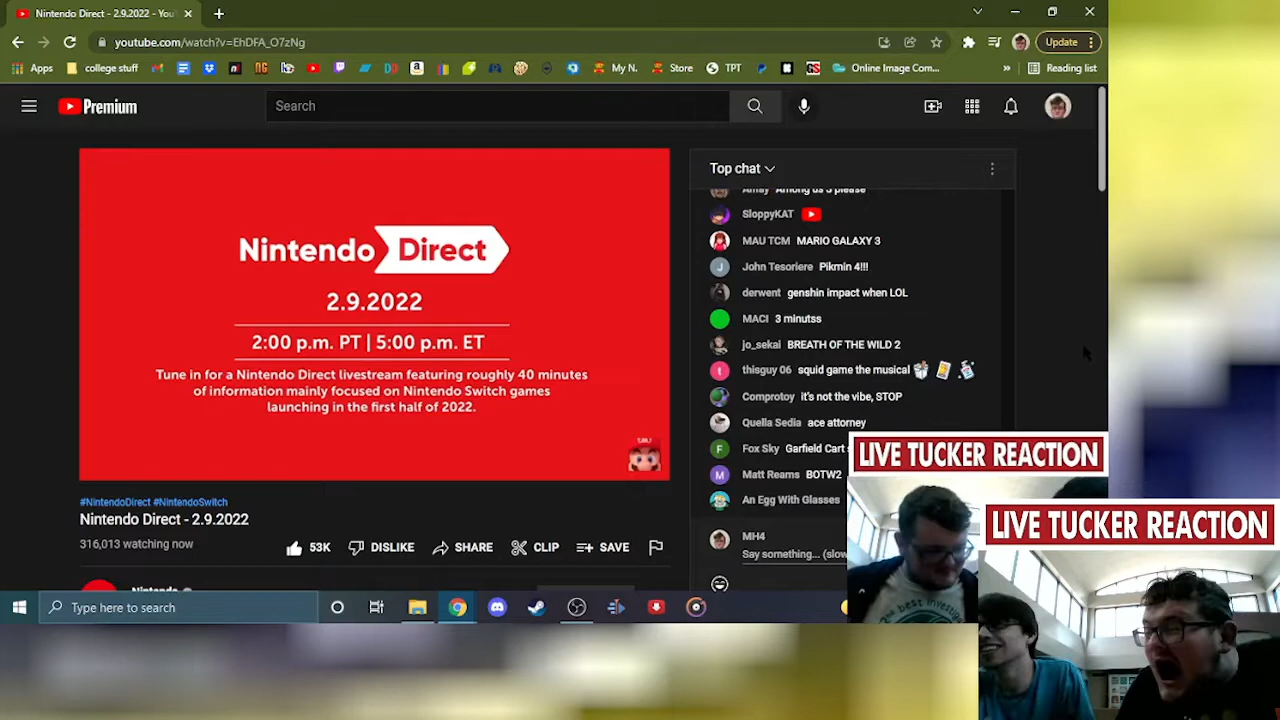 Nintendo Direct - 2.9.2022 - You
youtube.com/watch?v=EhDFA_O7zNg
Update
Apps
college stuff
My N.
Store
TPT
Online Image Com...
»
Reading list
Premium
Search
Nintendo Direct
2.9.2022
2:00 p.m. PT | 5:00 p.m. ET
Tune in for a Nintendo Direct livestream featuring roughly 40 minutes
of information mainly focused on Nintendo Switch games
launching in the first half of 2022.
#NintendoDirect #NintendoSwitch
Nintendo Direct - 2.9.2022
316,013 watching now
53K
DISLIKE
SHARE
CLIP
SAVE
Nintendo
Top chat
Among us 3 please
SloppyKAT
MAU TCM MARIO GALAXY 3
John Tesoriere Pikmin 4!!!
derwent genshin impact when LOL
MACI 3 minutss
jo_sekai BREATH OF THE WILD 2
thisguy 06 squid game the musical
Comprotoy it's not the vibe, STOP
Quella Sedia ace attorney
Fox Sky Garfield Cart
Matt Reams BOTW2
An Egg With Glasses
MH4
Say something... (slow
LIVE TUCKER REACTION
LIVE TUCKER REACTION
Type here to search